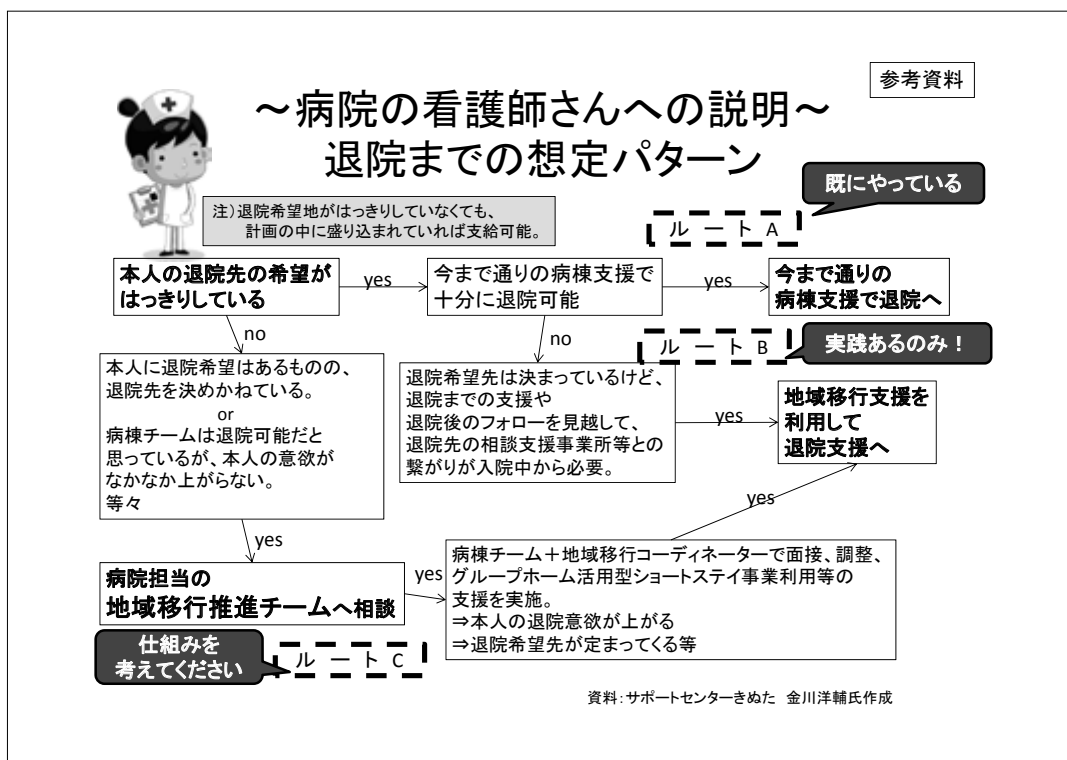 参考資料
～病院の看護師さんへの説明～
退院までの想定パターン
既にやっている
注）退院希望地がはっきりしていなくても、
計画の中に盛り込まれていれば支給可能。
ルートA
本人の退院先の希望が
はっきりしている
yes
今まで通りの病棟支援で
十分に退院可能
yes
今まで通りの
病棟支援で退院へ
no
no
ルートB
実践あるのみ！
本人に退院希望はあるものの、
退院先を決めかねている。
or
病棟チームは退院可能だと
思っているが、本人の意欲が
なかなか上がらない。
等々
退院希望先は決まっているけど、
退院までの支援や
退院後のフォローを見越して、
退院先の相談支援事業所等との
繋がりが入院中から必要。
yes
地域移行支援を
利用して
退院支援へ
yes
yes
病院担当の
地域移行推進チームへ相談
yes
病棟チーム＋地域移行コーディネーターで面接、調整、
グループホーム活用型ショートステイ事業利用等の
支援を実施。
⇒本人の退院意欲が上がる
⇒退院希望先が定まってくる等
仕組みを
考えてください
ルートC
資料：サポートセンターきぬた　金川洋輔氏作成